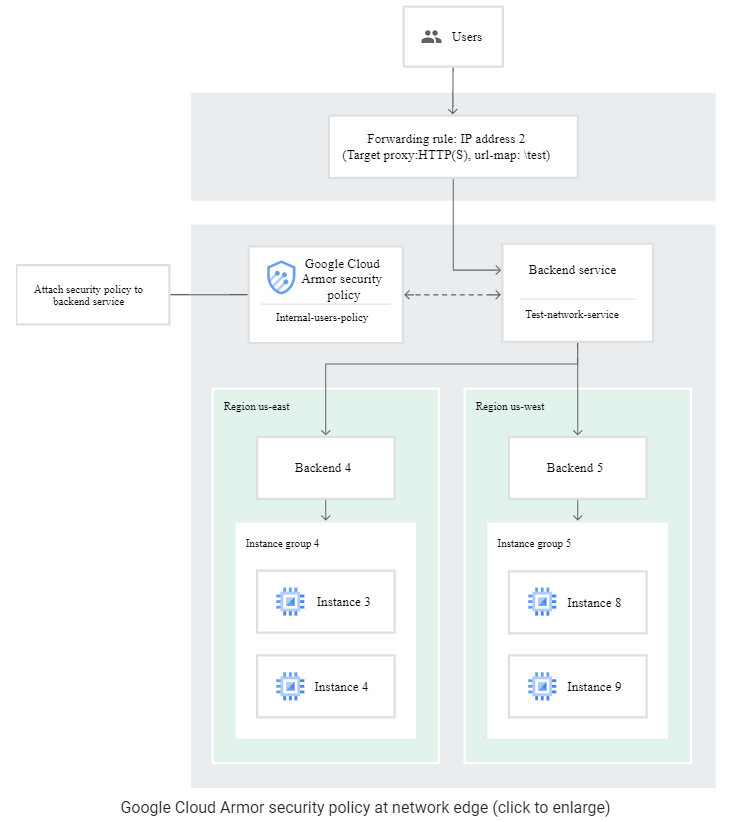 Users
Forwarding rule: IP address 2
(Target proxy:HTTP(S), url-map: \test)
Attach security policy to
backend service
Google Cloud
Armor security
policy
Internal-users-policy
Backend service
Test-network-service
Region us-east
Backend 4
Instance group 4
Instance 3
Instance 4
Region us-west
Backend 5
Instance group 5
Instance 8
Instance 9
Google Cloud Armor security policy at network edge (click to enlarge)